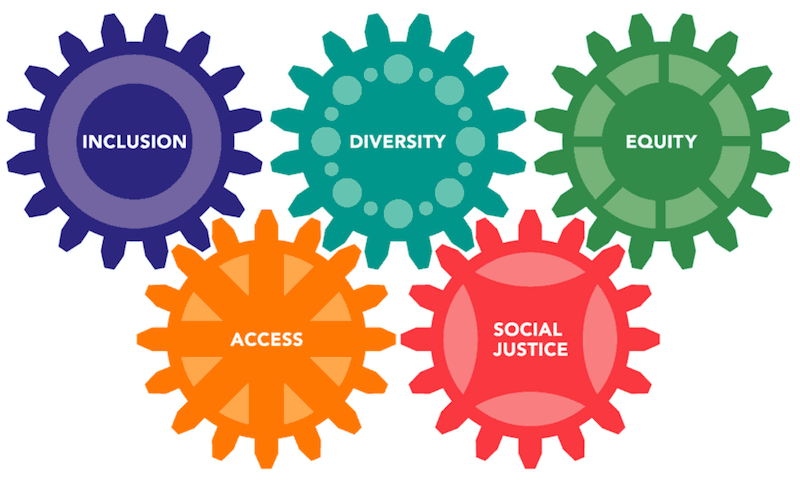 INCLUSION
DIVERSITY
EQUITY
ACCESS
SOCIAL
JUSTICE